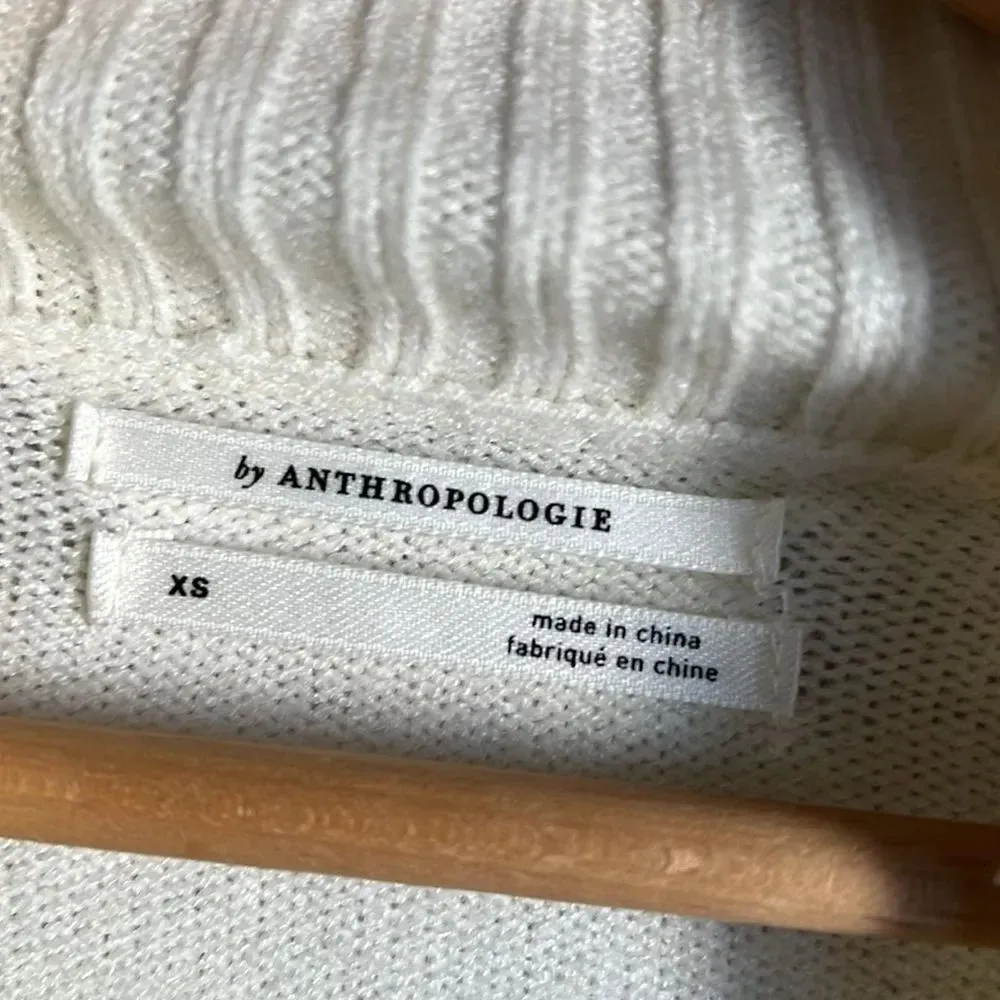 by ANTHROPOLOGIE
XS
made in china
fabriqué en chine